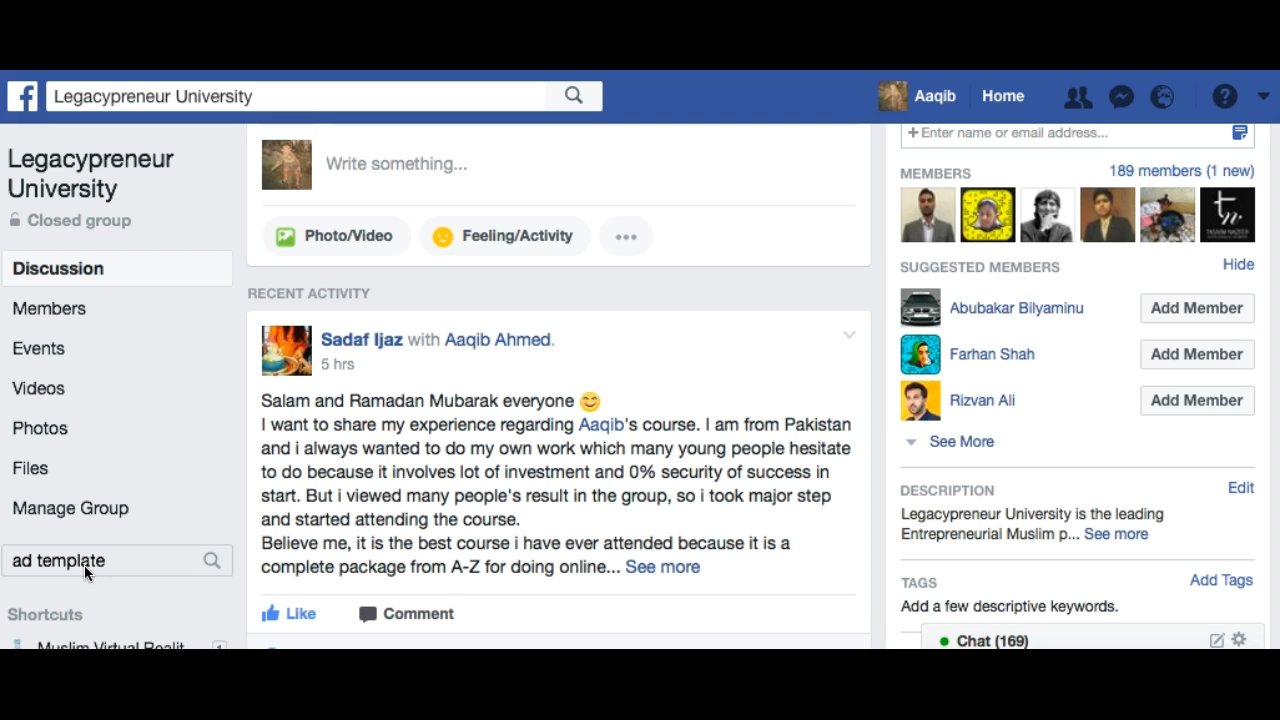 Legacypreneur University
Aaqib
Home
Legacypreneur
University
Closed group
Discussion
Members
Events
Videos
Photos
Files
Manage Group
ad template
Shortcuts
Muslim Virtual Realit
1
Write something...
Photo/Video
Feeling/Activity
RECENT ACTIVITY
Sadaf Ijaz with Aaqib Ahmed.
5 hrs
Salam and Ramadan Mubarak everyone 😊
I want to share my experience regarding Aaqib's course. I am from Pakistan
and i always wanted to do my own work which many young people hesitate
to do because it involves lot of investment and 0% security of success in
start. But i viewed many people's result in the group, so i took major step
and started attending the course.
Believe me, it is the best course i have ever attended because it is a
complete package from A-Z for doing online... See more
Like
Comment
+ Enter name or email address...
MEMBERS
189 members (1 new)
tn.
SUGGESTED MEMBERS
Hide
Abubakar Bilyaminu
Add Member
Farhan Shah
Add Member
Rizvan Ali
Add Member
See More
DESCRIPTION
Edit
Legacypreneur University is the leading
Entrepreneurial Muslim p... See more
TAGS
Add Tags
Add a few descriptive keywords.
Chat (169)